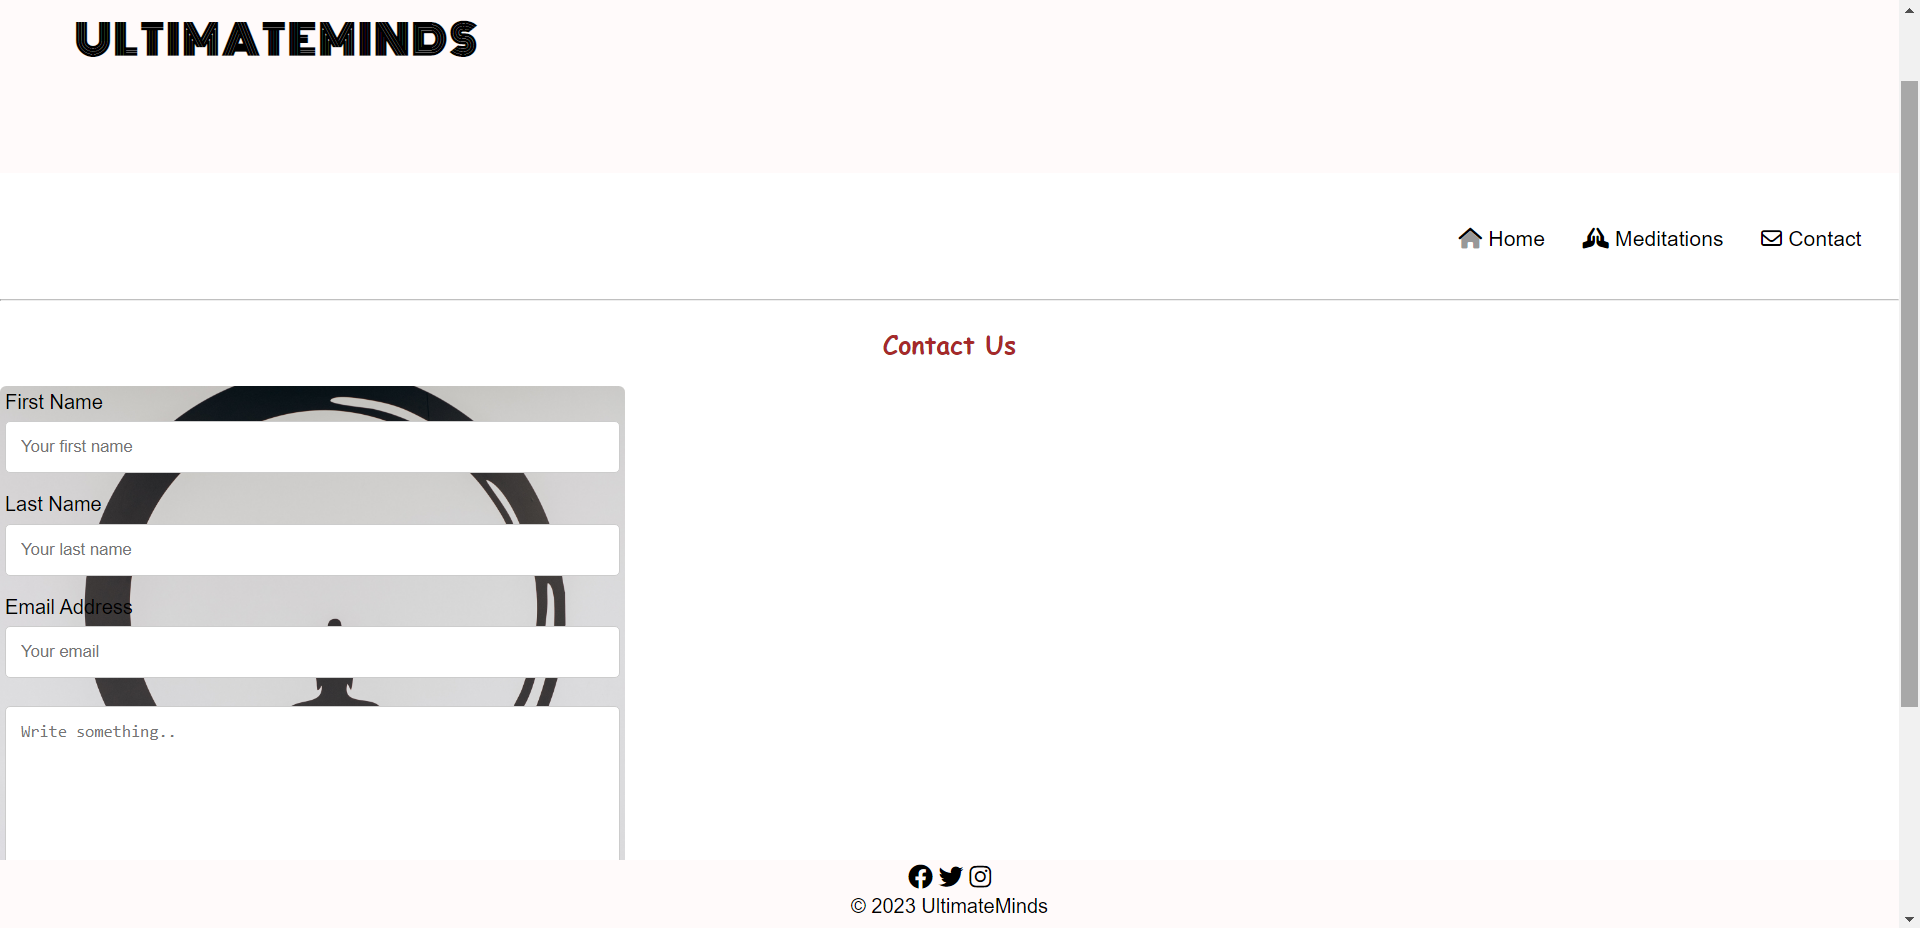 ULTIMATEMINDS
Home Meditations Contact
Contact Us
First Name
Your first name
Last Name
Your last name
Email Address
Your email
Write something..
© 2023 UltimateMinds